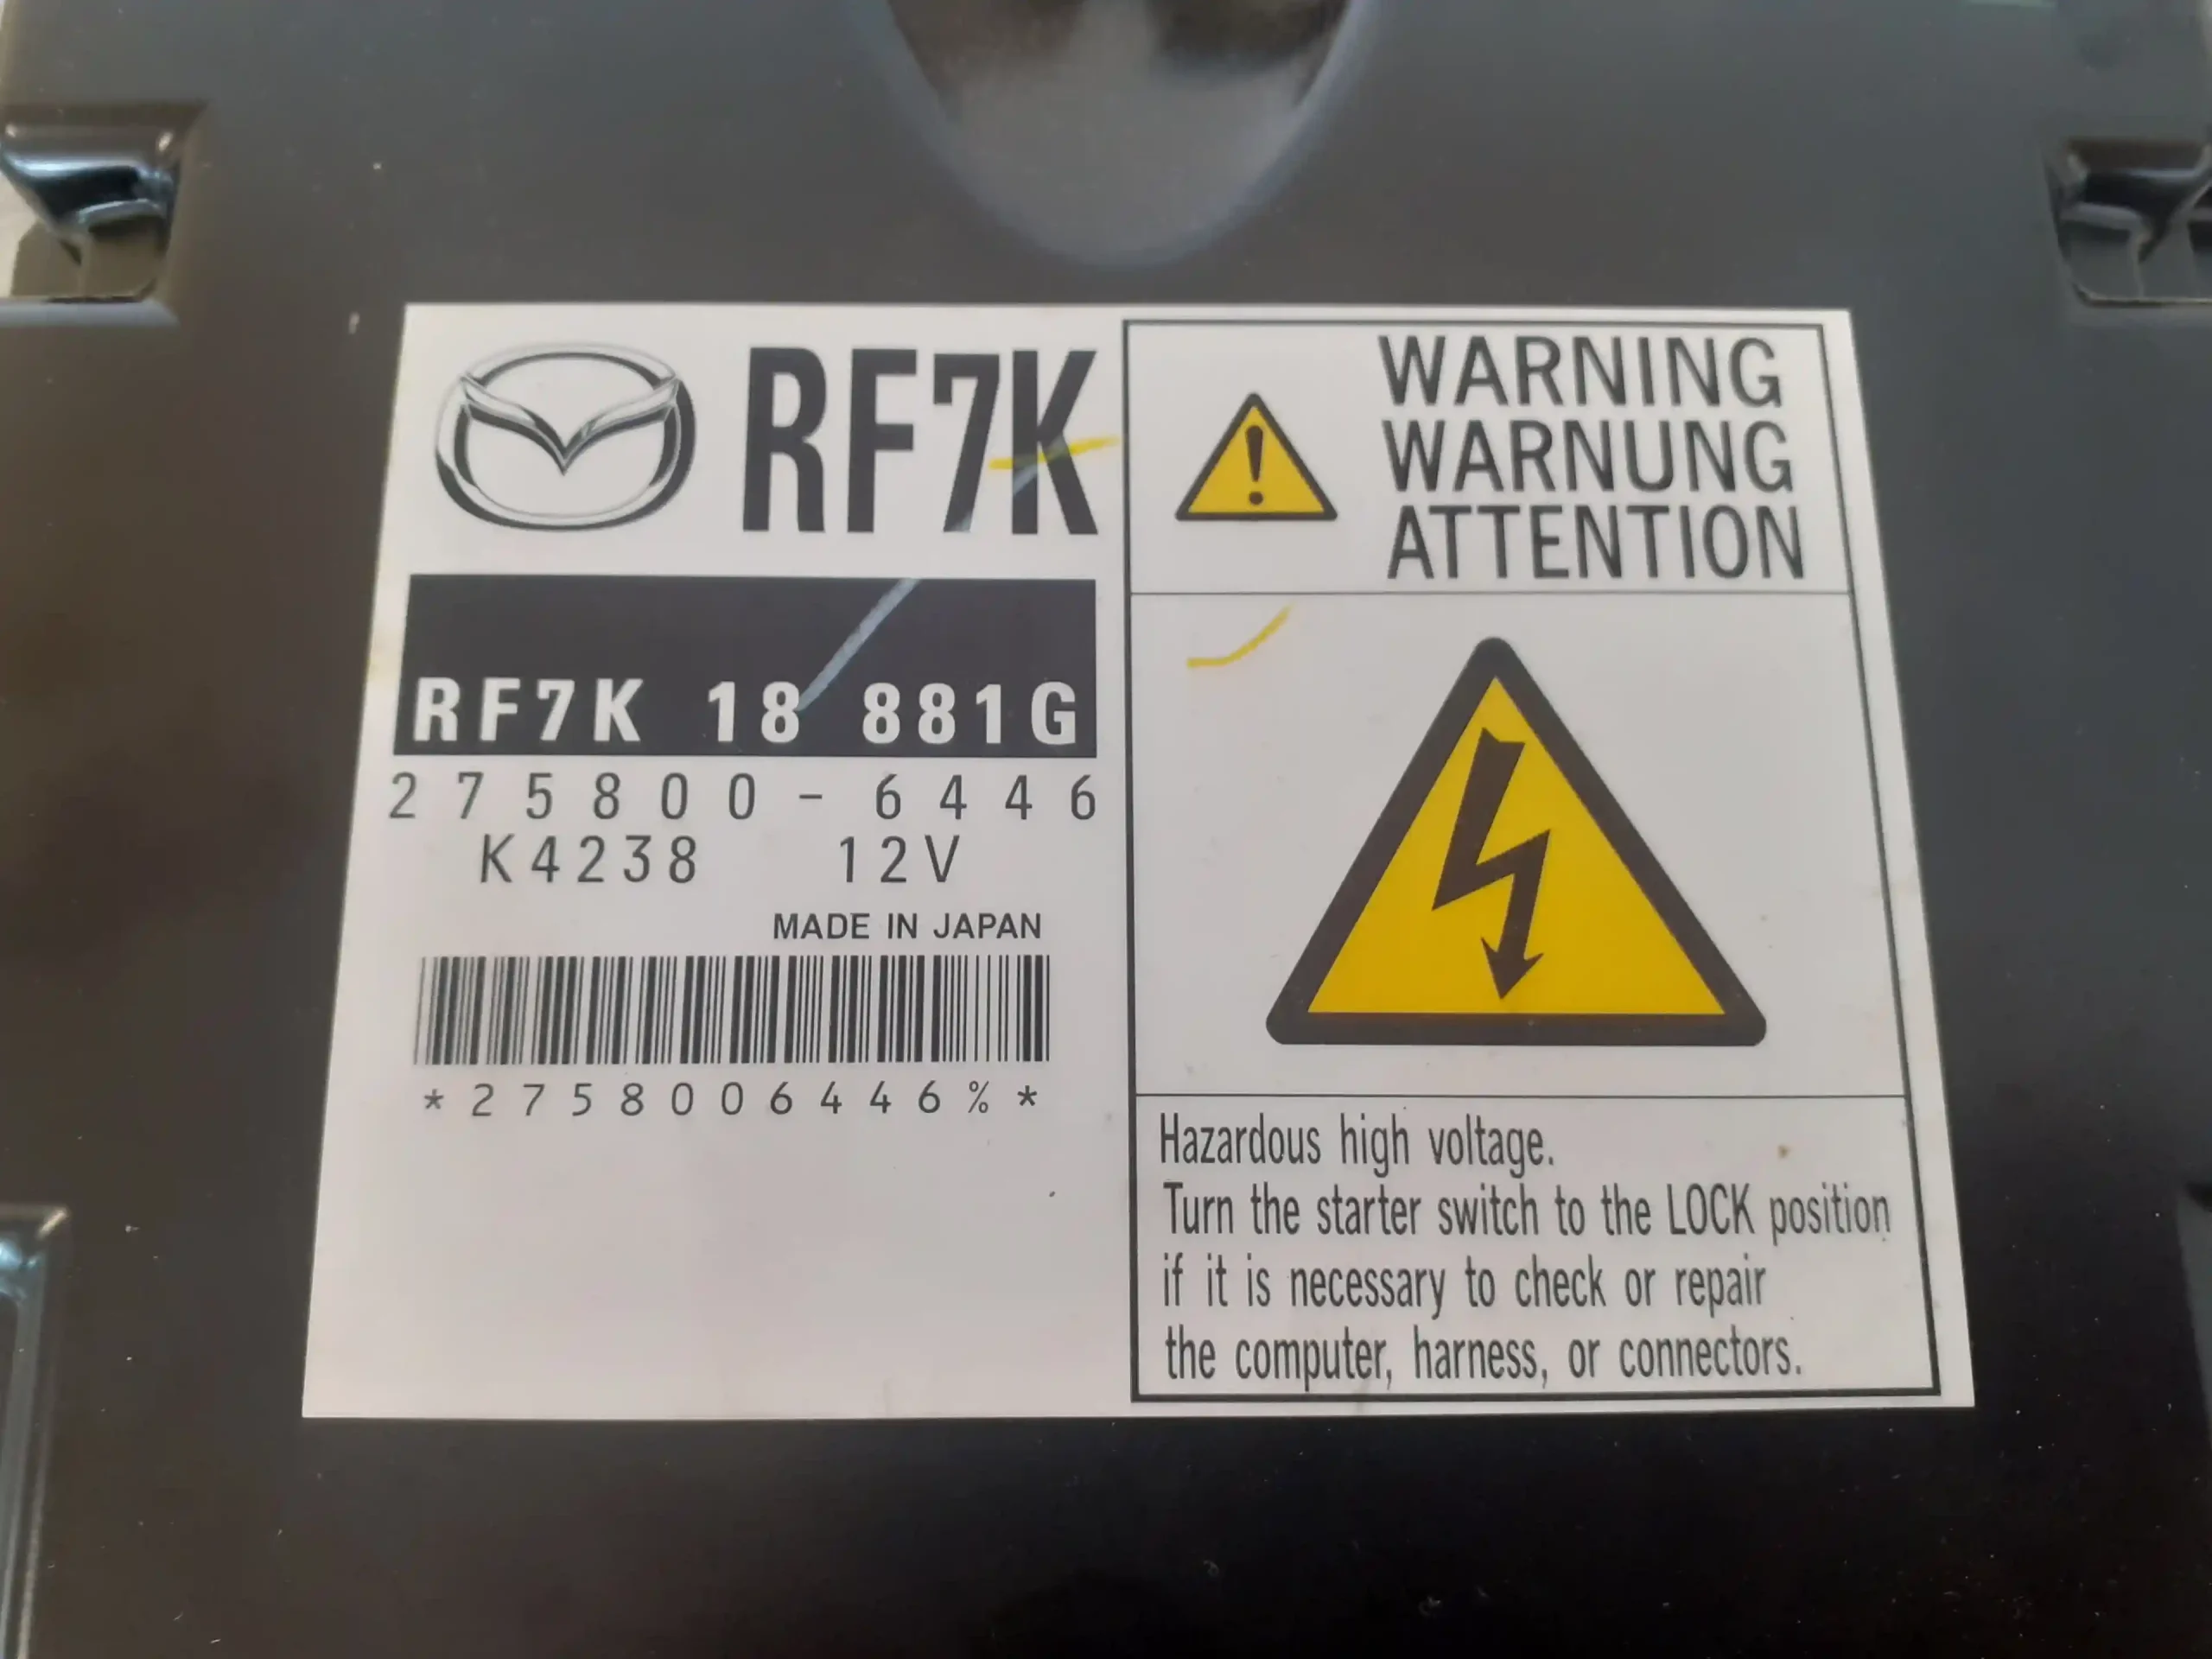 RF7K
RF7K 18 881G
275800-6446
K4238 12V
MADE IN JAPAN
*2758006446%*
WARNING
WARNUNG
ATTENTION
Hazardous high voltage.
Turn the starter switch to the LOCK position
if it is necessary to check or repair
the computer, harness, or connectors.